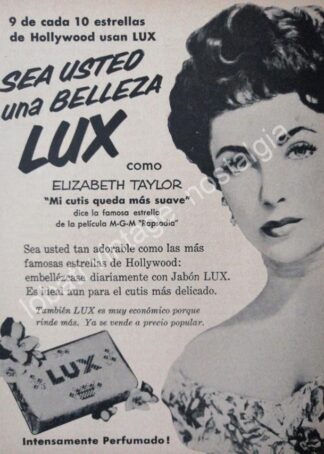 9 de cada 10 estrellas
de Hollywood usan LUX
SEA USTED
una BELLEZA
LUX
como
ELIZABETH TAYLOR
"Mi cutis queda más suave"
dice la famosa estrella
de la película M-G-M "Rapsodia"
Sea usted tan adorable como las más
famosas estrellas de Hollywood:
embellézcase diariamente con Jabón LUX.
Es ideal aun para el cutis más delicado.
También LUX es muy económico porque
rinde más. Ya se vende a precio popular.
LUX
Intensamente Perfumado!